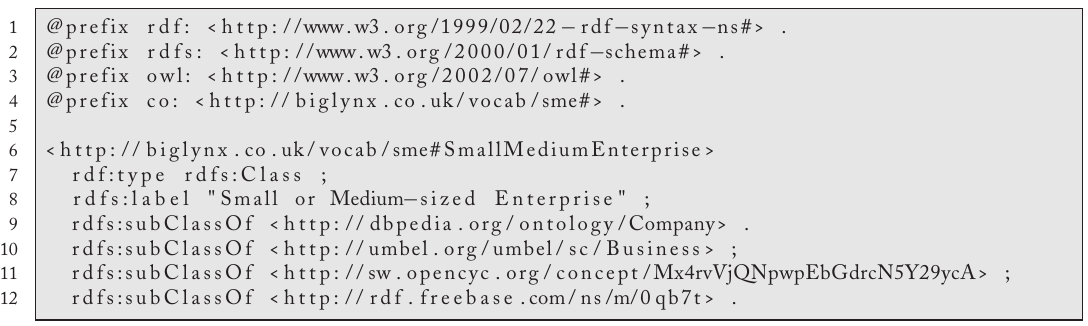 1 @prefix rdf: <http://www.w3.org/1999/02/22-rdf-syntax-ns#> .
2 @prefix rdfs: <http://www.w3.org/2000/01/rdf-schema#> .
3 @prefix owl: <http://www.w3.org/2002/07/owl#> .
4 @prefix co: <http://biglynx.co.uk/vocab/sme#> .
5
6 <http://biglynx.co.uk/vocab/sme#SmallMediumEnterprise>
7 rdf:type rdfs:Class ;
8 rdfs:label "Small or Medium-sized Enterprise" ;
9 rdfs:subClassOf <http://dbpedia.org/ontology/Company> .
10 rdfs:subClassOf <http://umbel.org/umbel/sc/Business> ;
11 rdfs:subClassOf <http://sw.opencyc.org/concept/Mx4rvVjQNpwpEbGdrcN5Y29ycA> ;
12 rdfs:subClassOf <http://rdf.freebase.com/ns/m/0qb7t> .